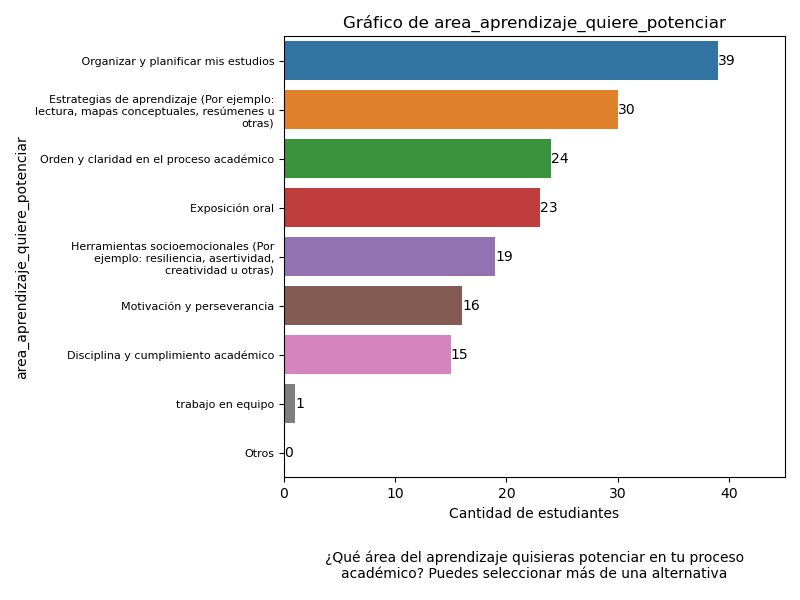 Gráfico de area_aprendizaje_quiere_potenciar
area_aprendizaje_quiere_potenciar
Organizar y planificar mis estudios
39
Estrategias de aprendizaje (Por ejemplo:
lectura, mapas conceptuales, resúmenes u
otras)
30
Orden y claridad en el proceso académico
24
Exposición oral
23
Herramientas socioemocionales (Por
ejemplo: resiliencia, asertividad,
creatividad u otras)
19
Motivación y perseverancia
16
Disciplina y cumplimiento académico
15
trabajo en equipo
1
Otros
0
0 10 20 30 40
Cantidad de estudiantes
¿Qué área del aprendizaje quisieras potenciar en tu proceso
académico? Puedes seleccionar más de una alternativa